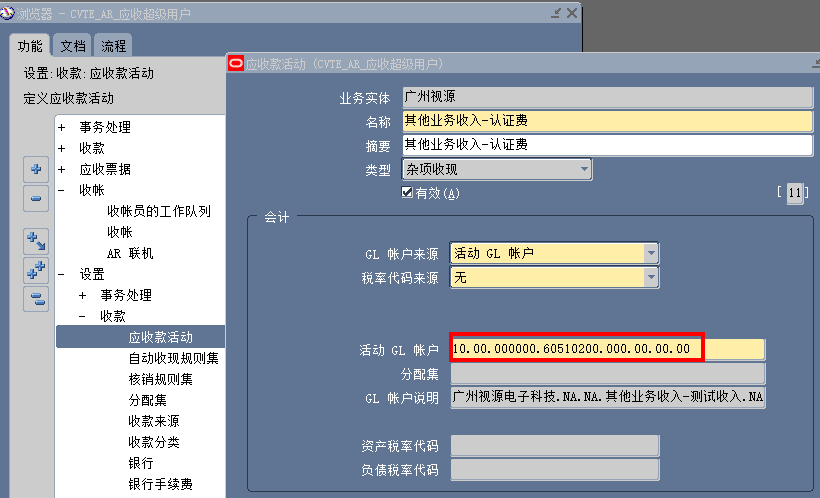 浏览器 - CVTE_AR_应收超级用户
功能 文档 流程
设置:收款:应收款活动
定义应收款活动
+ 事务处理
+ 收款
+ 应收票据
- 收帐
收帐员的工作队列
收帐
AR 联机
- 设置
+ 事务处理
- 收款
应收款活动
自动收现规则集
核销规则集
分配集
收款来源
收款分类
银行
银行手续费
应收款活动 (CVTE_AR_应收超级用户)
业务实体 广州视源
名称 其他业务收入-认证费
摘要 其他业务收入-认证费
类型 杂项收现
有效(A)
[ 11 ]
会计
GL 帐户来源 活动 GL 帐户
税率代码来源 无
活动 GL 帐户 10.00.000000.60510200.000.00.00.00
分配集
GL 帐户说明 广州视源电子科技.NA.NA.其他业务收入-测试收入.NA
资产税率代码
负债税率代码